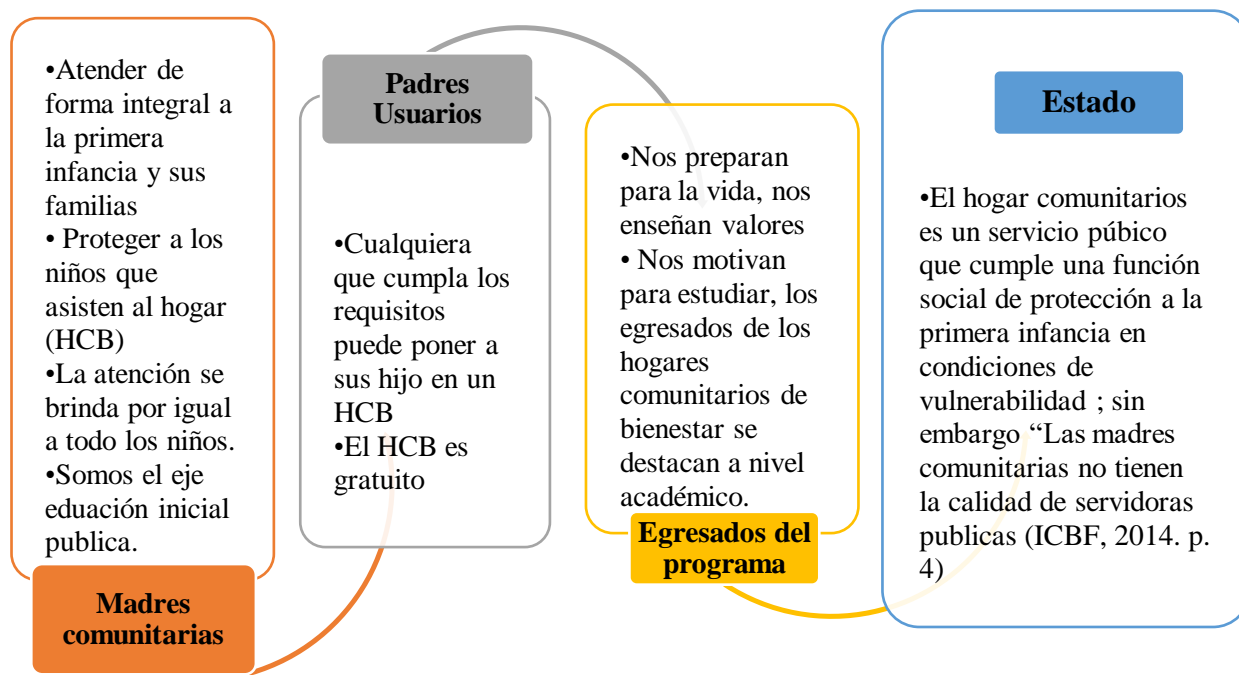 •Atender de
forma integral a
la primera
infancia y sus
familias
• Proteger a los
niños que
asisten al hogar
(HCB)
•La atención se
brinda por igual
a todo los niños.
•Somos el eje
eduación inicial
publica.
Madres
comunitarias
Padres
Usuarios
•Cualquiera
que cumpla los
requisitos
puede poner a
sus hijo en un
HCB
•El HCB es
gratuito
•Nos preparan
para la vida, nos
enseñan valores
• Nos motivan
para estudiar, los
egresados de los
hogares
comunitarios de
bienestar se
destacan a nivel
académico.
Egresados del
programa
Estado
•El hogar comunitarios
es un servicio púbico
que cumple una función
social de protección a la
primera infancia en
condiciones de
vulnerabilidad ; sin
embargo “Las madres
comunitarias no tienen
la calidad de servidoras
publicas (ICBF, 2014. p.
4)